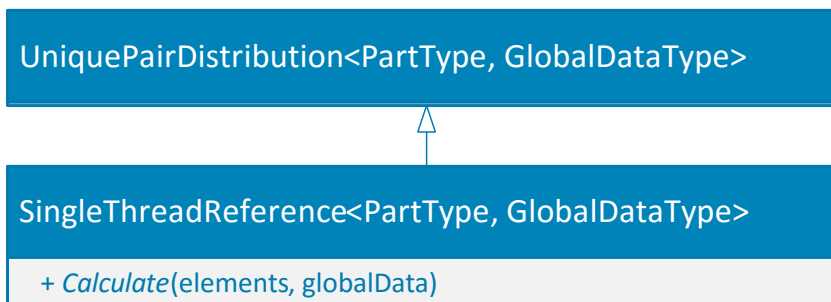 UniquePairDistribution<PartType, GlobalDataType>
SingleThreadReference<PartType, GlobalDataType>
+ Calculate(elements, globalData)